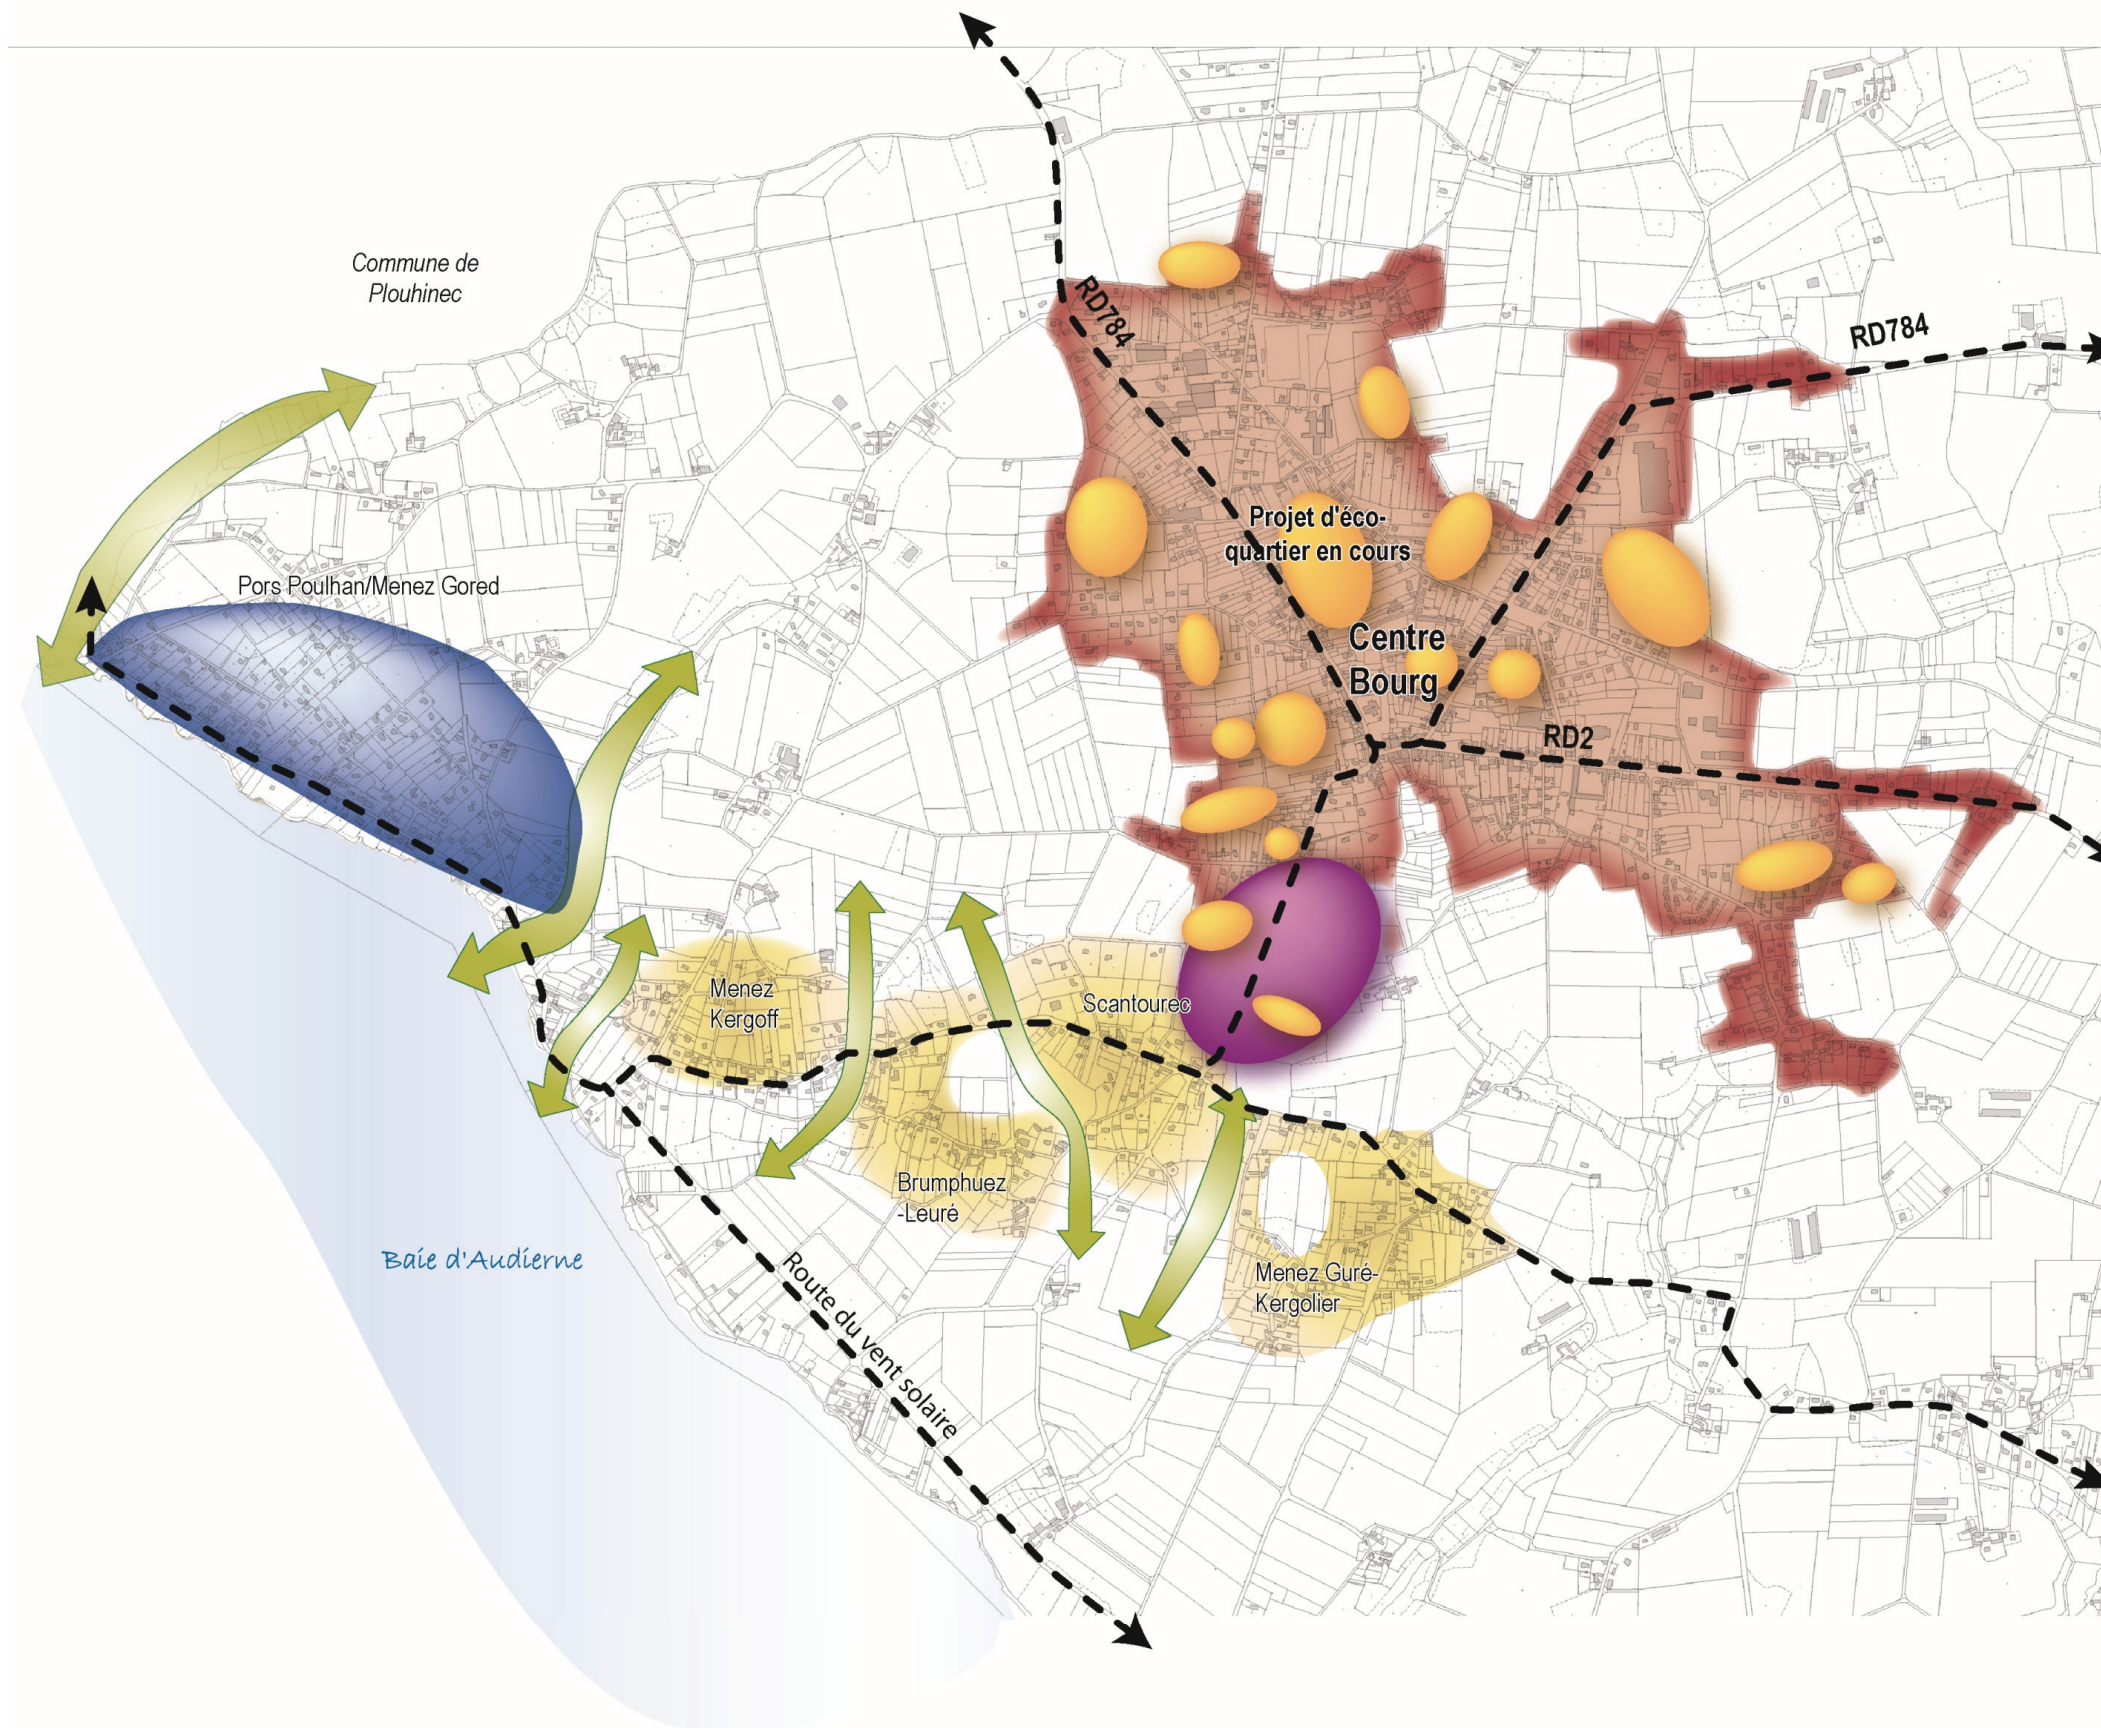 Commune de
Plouhinec
RD784
RD784
Projet d'éco-
quartier en cours
Pors Poulhan/Menez Gored
Centre
Bourg
RD2
Menez
Kergoff
Scantourec
Brumphuez
-Leuré
Baie d'Audierne
Menez Guré-
Kergolier
Route du vent solaire